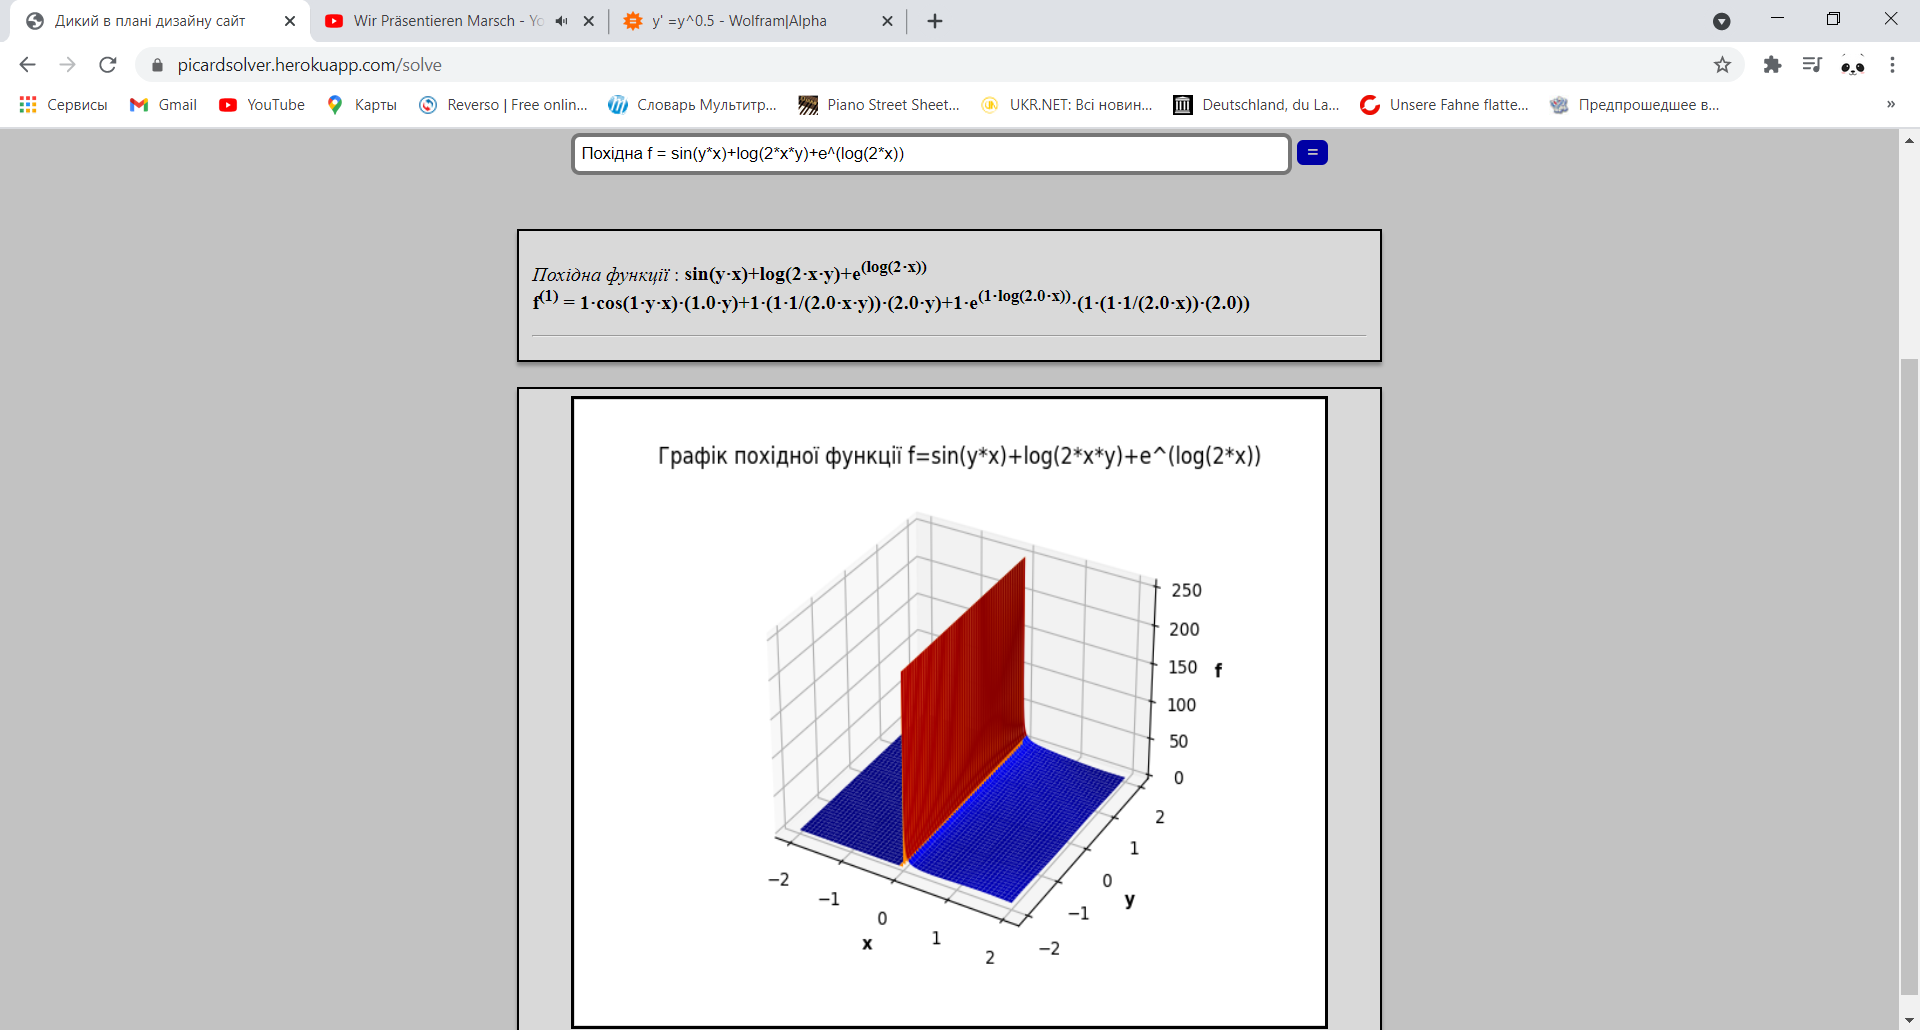 Дикий в плані дизайну сайт
Wir Präsentieren Marsch - Yo
y' =y^0.5 - Wolfram|Alpha
picardsolver.herokuapp.com/solve
Сервисы
Gmail
YouTube
Карты
Reverso | Free onlin...
Словарь Мультитр...
Piano Street Sheet...
UKR.NET: Всі новин...
Deutschland, du La...
Unsere Fahne flatte...
Предпрошедшее в...
»
Похідна f = sin(y*x)+log(2*x*y)+e^(log(2*x))
=
Похідна функції : sin(y·x)+log(2·x·y)+e^(log(2·x))
f^(1) = 1·cos(1·y·x)·(1.0·y)+1·(1·1/(2.0·x·y))·(2.0·y)+1·e^(1·log(2.0·x))·(1·(1·1/(2.0·x))·(2.0))
Графік похідної функції f=sin(y*x)+log(2*x*y)+e^(log(2*x))
250
200
150
f
100
50
0
2
1
0
y
−1
−2
−2
−1
0
x
1
2